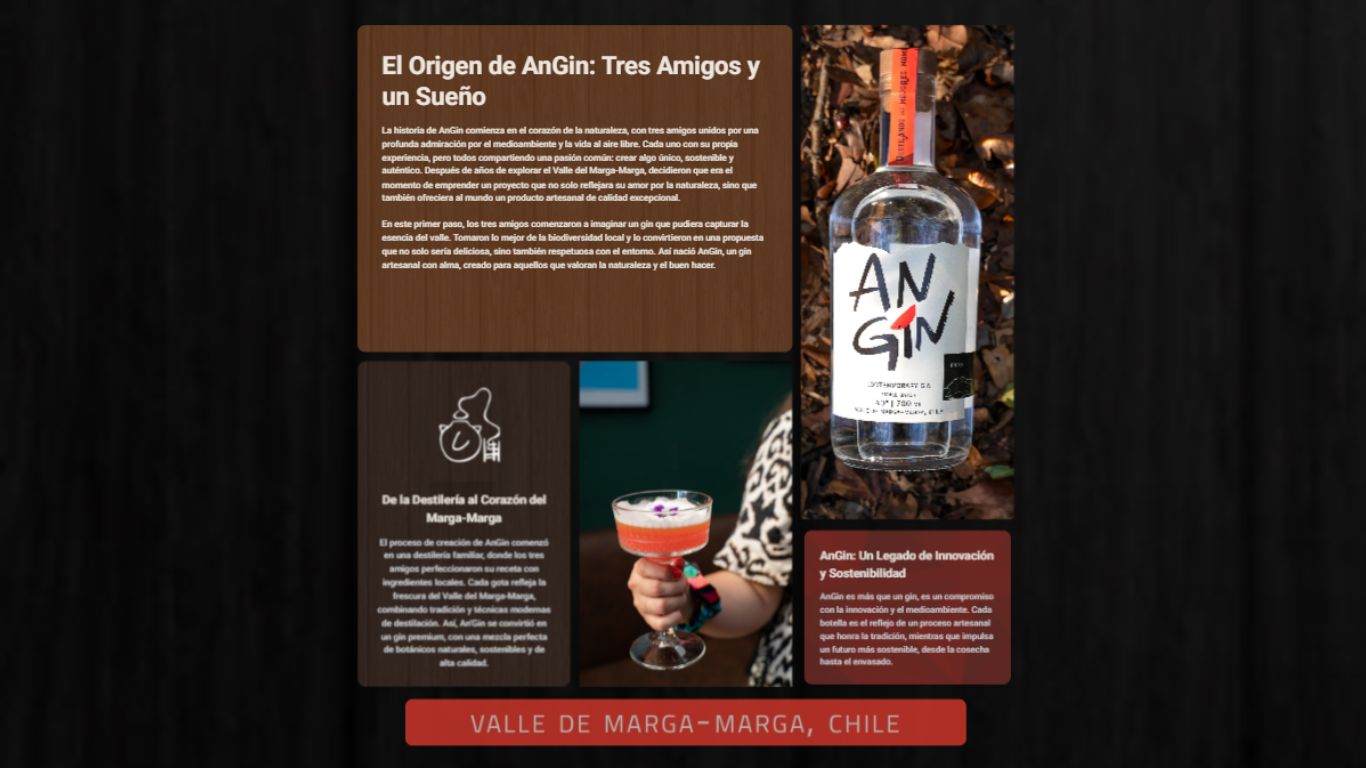 El Origen de AnGin: Tres Amigos y
un Sueño
La historia de AnGin comienza en el corazón de la naturaleza, con tres amigos unidos por una
profunda admiración por el medioambiente y la vida al aire libre. Cada uno con su propia
experiencia, pero todos compartiendo una pasión común: crear algo único, sostenible y
auténtico. Después de años de explorar el Valle del Marga-Marga, decidieron que era el
momento de emprender un proyecto que no solo reflejara su amor por la naturaleza, sino que
también ofreciera al mundo un producto artesanal de calidad excepcional.
En este primer paso, los tres amigos comenzaron a imaginar un gin que pudiera capturar la
esencia del valle. Tomaron lo mejor de la biodiversidad local y lo convirtieron en una propuesta
que no solo sería deliciosa, sino también respetuosa con el entorno. Así nació AnGin, un gin
artesanal con alma, creado para aquellos que valoran la naturaleza y el buen hacer.
AN
GIN
40° | 750
De la Destilería al Corazón del
Marga-Marga
El proceso de creación de AnGin comenzó
en una destilería familiar, donde los tres
amigos perfeccionaron su receta con
ingredientes locales. Cada gota refleja la
frescura del Valle del Marga-Marga,
combinando tradición y técnicas modernas
de destilación. Así, AnGin se convirtió en
un gin premium, con una mezcla perfecta
de botánicos naturales, sostenibles y de
alta calidad.
AnGin: Un Legado de Innovación
y Sostenibilidad
AnGin es más que un gin, es un compromiso
con la innovación y el medioambiente. Cada
botella es el reflejo de un proceso artesanal
que honra la tradición, mientras que impulsa
un futuro más sostenible, desde la cosecha
hasta el envasado.
VALLE DE MARGA-MARGA, CHILE